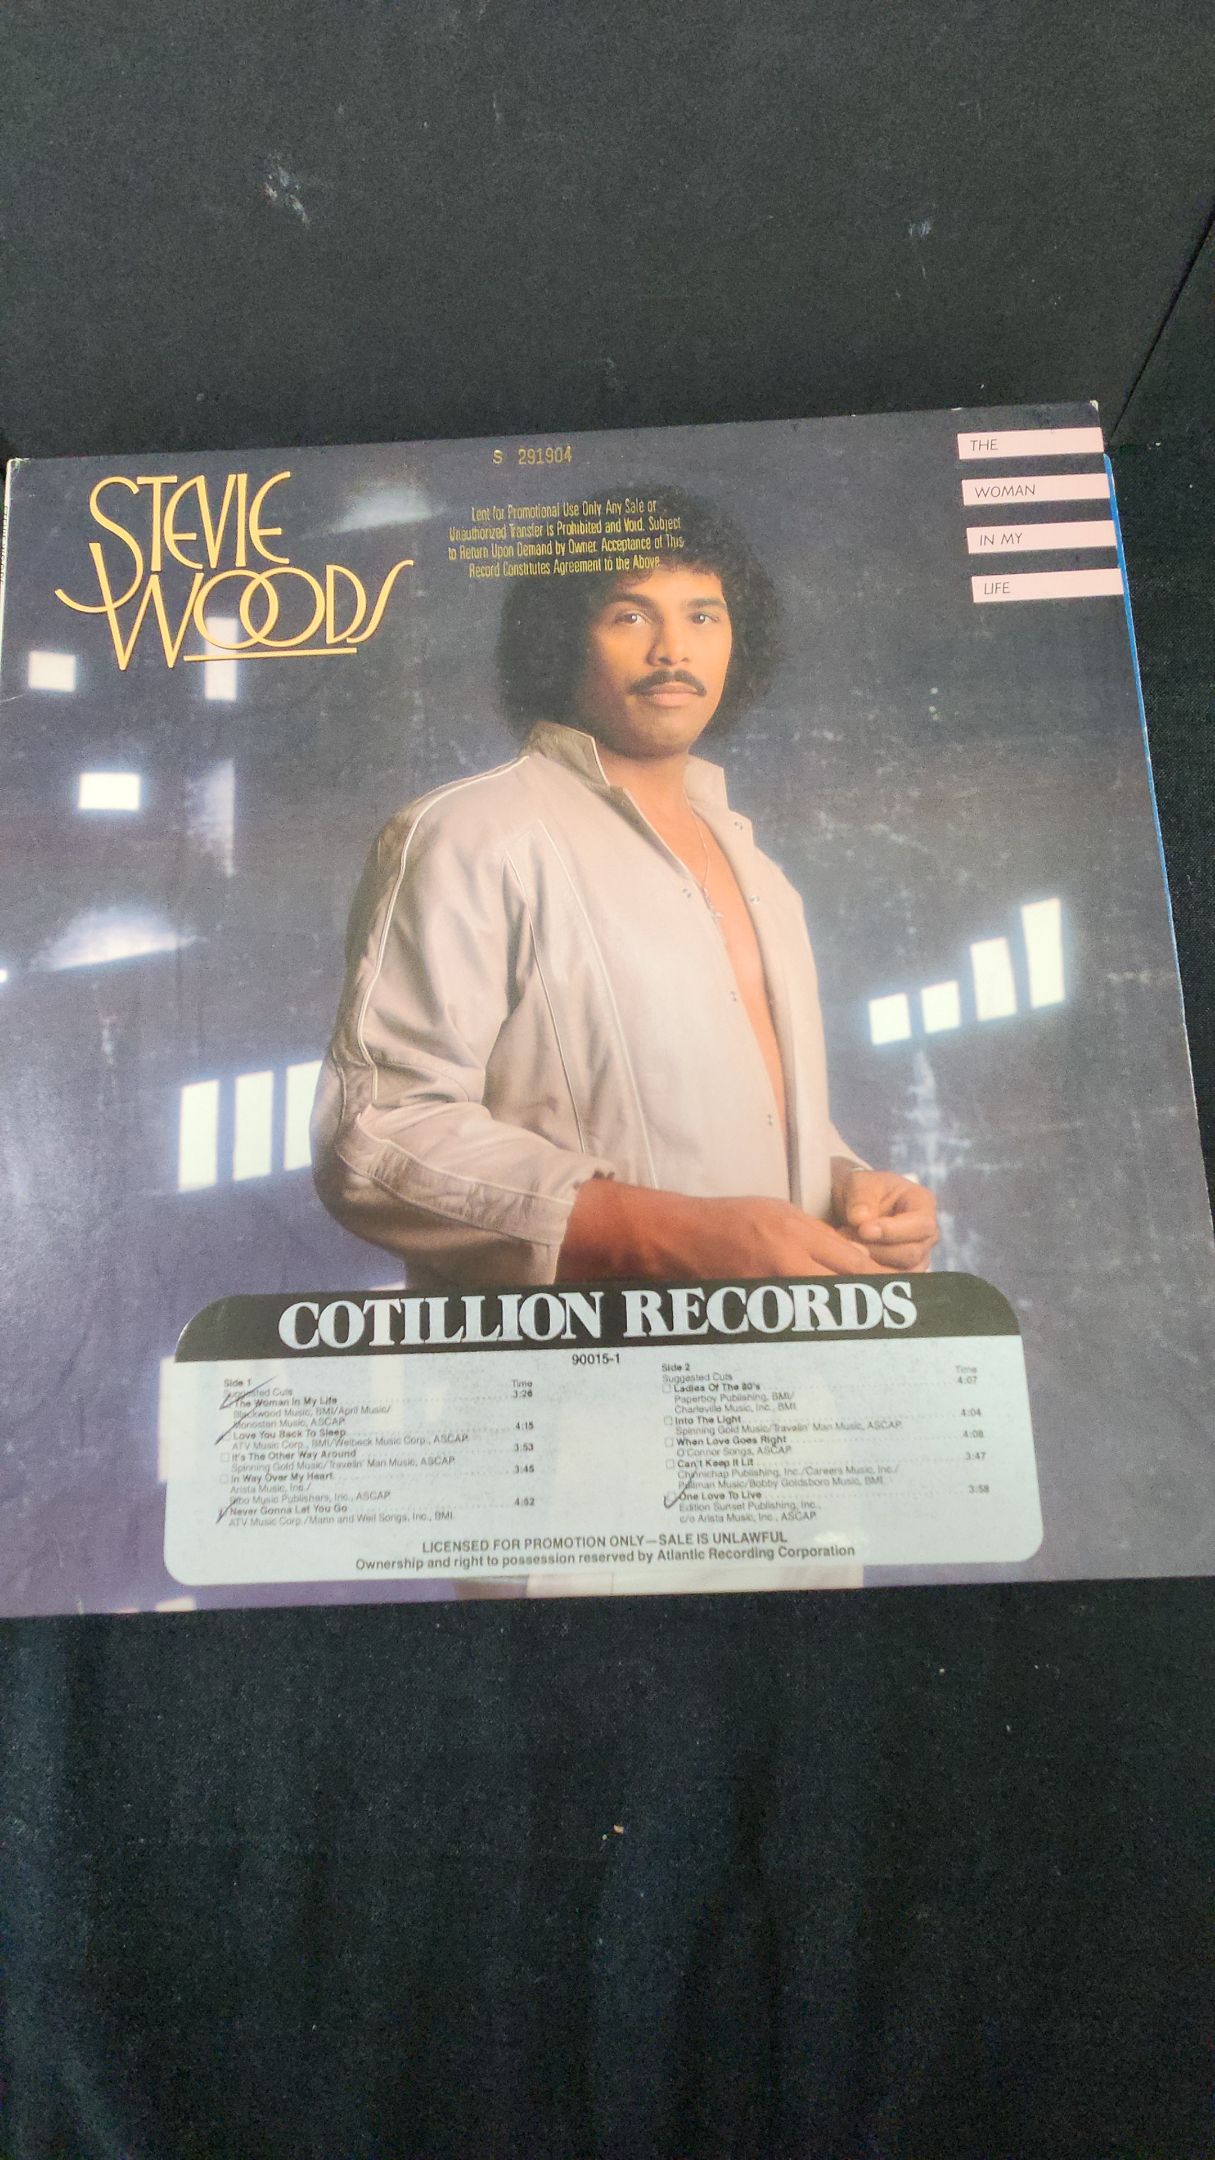 S 291904
STEVIE
WOODS
Lent for Promotional Use Only Any Sale or
Unauthorized Transfer is Prohibited and Void. Subject
to Return Upon Demand by Owner. Acceptance of This
Record Constitutes Agreement to the Above.
THE
WOMAN
IN MY
LIFE
COTILLION RECORDS
90015-1
Side 1
Suggested Cuts Time
The Woman In My Life 3:26
Blackwood Music, BMI/April Music/
Monosteri Music, ASCAP
Love You Back To Sleep 4:15
ATV Music Corp., BMI/Welbeck Music Corp., ASCAP
It's The Other Way Around 3:53
Spinning Gold Music/Travelin' Man Music, ASCAP
In Way Over My Heart 3:45
Arista Music, Inc./
Music Publishers, Inc., ASCAP
Never Gonna Let You Go 4:52
ATV Music Corp./Mann and Weil Songs, Inc., BMI
Side 2
Suggested Cuts Time
Ladies Of The 80's 4:07
Paperboy Publishing, BMI/
Charleville Music, Inc., BMI
Into The Light 4:04
Spinning Gold Music/Travelin' Man Music, ASCAP
When Love Goes Right 4:08
O'Connor Songs, ASCAP
Can't Keep It Lit 3:47
Chinnichap Publishing, Inc./Careers Music, Inc./
Pullman Music/Bobby Goldsboro Music, BMI
One Love To Live 3:58
Edition Sunset Publishing, Inc.,
c/o Arista Music, Inc., ASCAP
LICENSED FOR PROMOTION ONLY—SALE IS UNLAWFUL
Ownership and right to possession reserved by Atlantic Recording Corporation